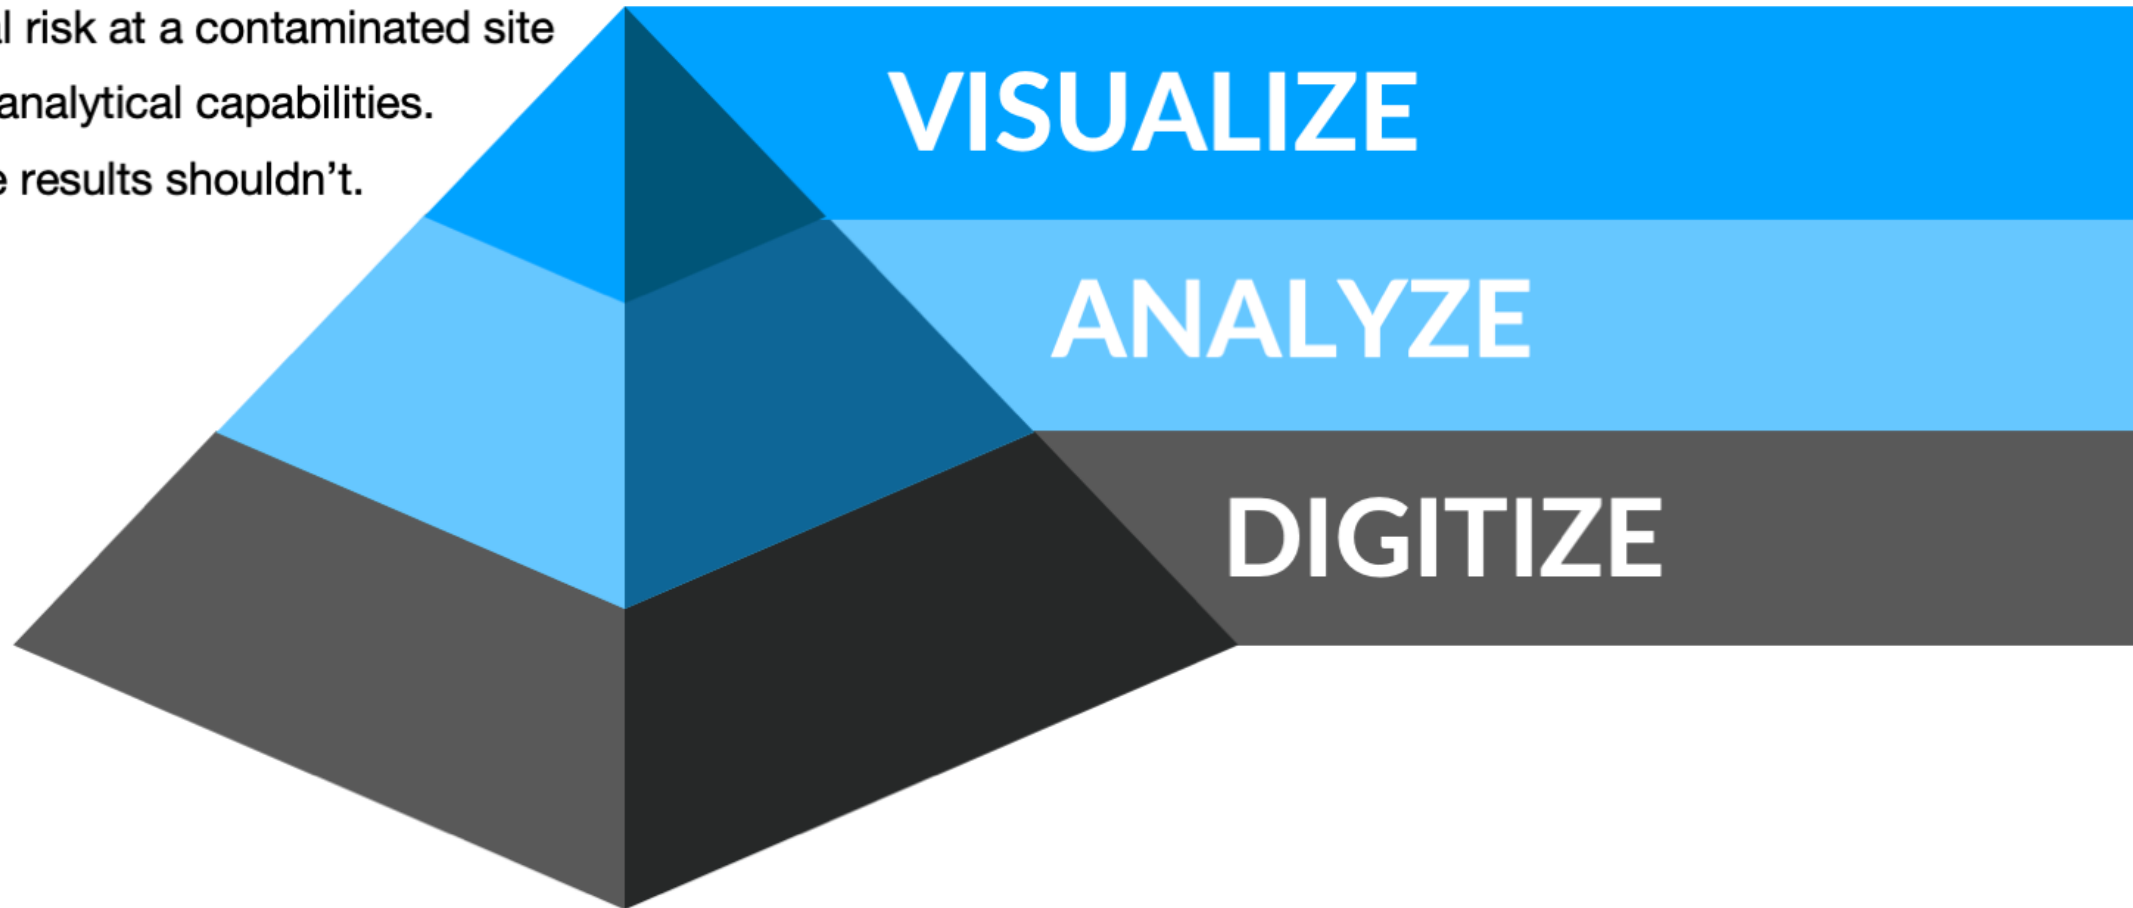 risk at a contaminated site
analytical capabilities.
results shouldn't.
VISUALIZE
ANALYZE
DIGITIZE